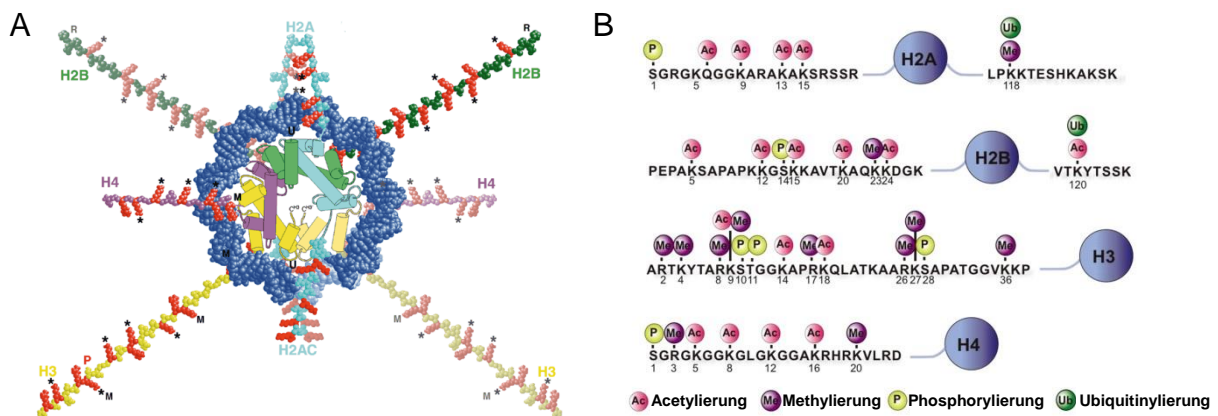 A
R
H2B
H2A
R
H2B
U
H4
M
H4
M
U
M
P
H3
M
H2AC
M
M
H3
B
Ub
P Ac Ac Ac Ac Me
SGRGKQGGKARAKAKSRSSR H2A LPKKTESHKAKSK
1 5 9 13 15 118
Ub
Ac Ac P Ac Ac Me Ac Ac
PEPAKSAPAPKKGSKKAVTKAQKKDGK H2B VTKYTSSK
5 12 14 15 20 23 24 120
Ac Me Me
Me Me Me P P Ac Me Ac Me P Me
ARTKYTARKSTGGKAPRKQLATKAARKSAPATGGVKKP H3
2 4 8 9 10 11 14 17 18 26 27 28 36
P Me Ac Ac Ac Ac Me
SGRGKGGKGLGKGGAKRHRKVLRD H4
1 3 5 8 12 16 20
Ac Acetylierung Me Methylierung P Phosphorylierung Ub Ubiquitinylierung